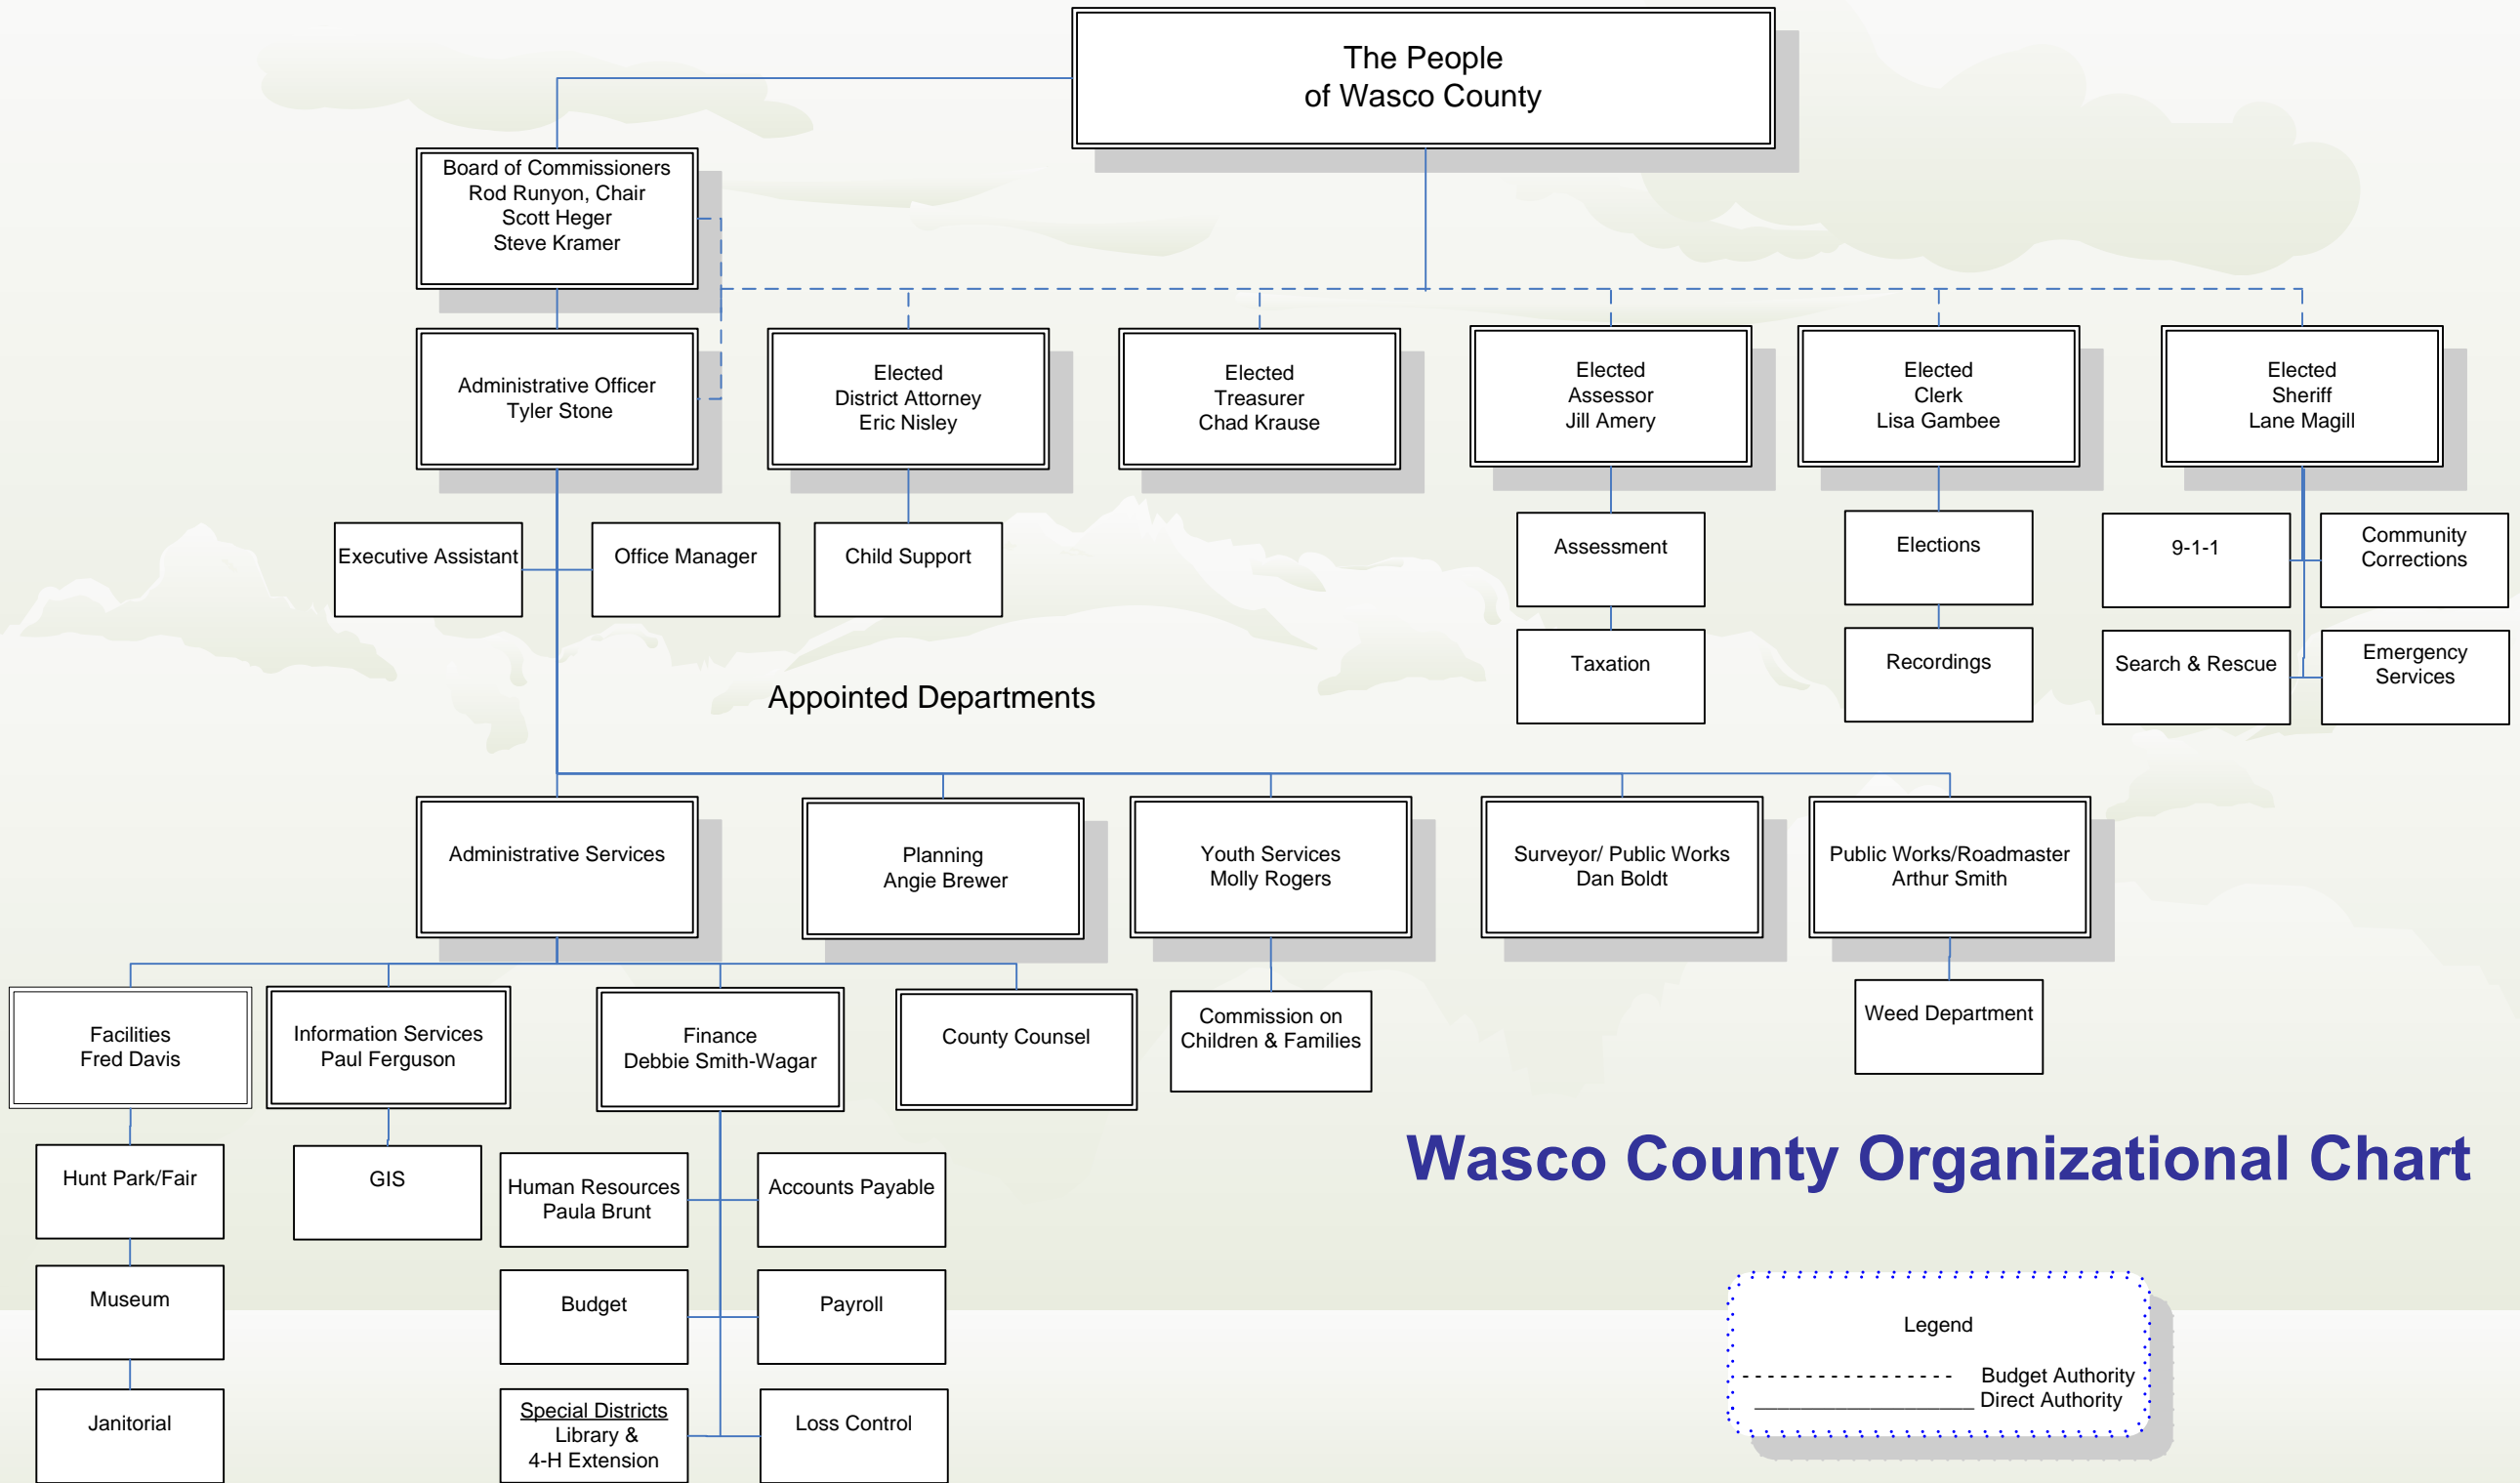 The People
of Wasco County
Board of Commissioners
Rod Runyon, Chair
Scott Heger
Steve Kramer
Administrative Officer
Tyler Stone
Elected
District Attorney
Eric Nisley
Elected
Treasurer
Chad Krause
Elected
Assessor
Jill Amery
Elected
Clerk
Lisa Gambee
Elected
Sheriff
Lane Magill
Executive Assistant
Office Manager
Child Support
Assessment
Elections
9-1-1
Community
Corrections
Taxation
Recordings
Search & Rescue
Emergency
Services
Appointed Departments
Administrative Services
Planning
Angie Brewer
Youth Services
Molly Rogers
Surveyor/ Public Works
Dan Boldt
Public Works/Roadmaster
Arthur Smith
Facilities
Fred Davis
Information Services
Paul Ferguson
Finance
Debbie Smith-Wagar
County Counsel
Commission on
Children & Families
Weed Department
Hunt Park/Fair
GIS
Human Resources
Paula Brunt
Accounts Payable
Museum
Budget
Payroll
Janitorial
Special Districts
Library &
4-H Extension
Loss Control
Wasco County Organizational Chart
Legend
Budget Authority
Direct Authority